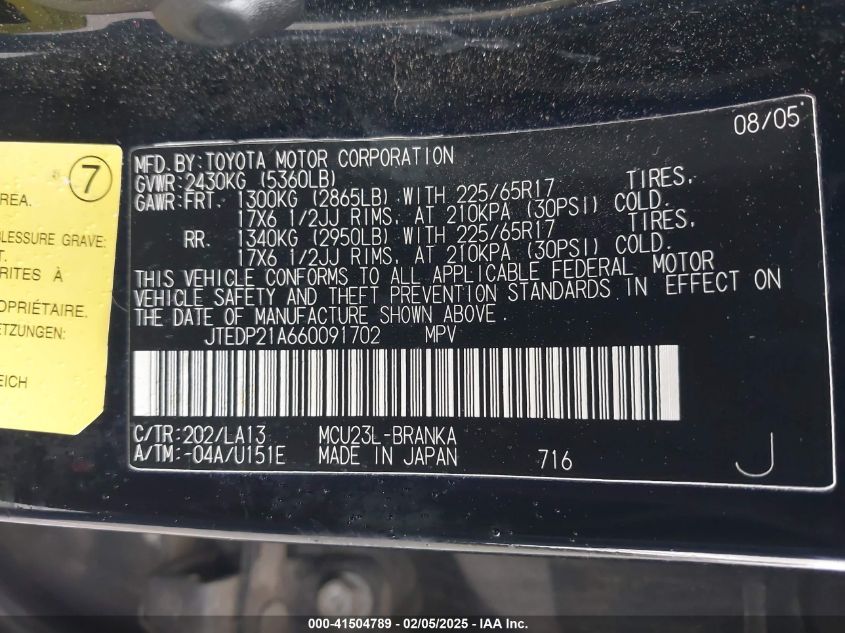 7
REA.
BLESSURE GRAVE:
T.
RITES À
OPRIÉTAIRE.
ETZUNGEN:
EICH
08/05
MFD.BY:TOYOTA MOTOR CORPORATION
GVWR:2430KG (5360LB)
GAWR:FRT. 1300KG (2865LB) WITH 225/65R17 TIRES,
17X6 1/2JJ RIMS, AT 210KPA (30PSI) COLD.
RR. 1340KG (2950LB) WITH 225/65R17 TIRES,
17X6 1/2JJ RIMS, AT 210KPA (30PSI) COLD.
THIS VEHICLE CONFORMS TO ALL APPLICABLE FEDERAL MOTOR
VEHICLE SAFETY AND THEFT PREVENTION STANDARDS IN EFFECT ON
THE DATE OF MANUFACTURE SHOWN ABOVE.
JTEDP21A660091702 MPV
C/TR:202/LA13 MCU23L-BRANKA
A/TM:-04A/U151E MADE IN JAPAN 716 J
000-41504789 - 02/05/2025 - IAA Inc.